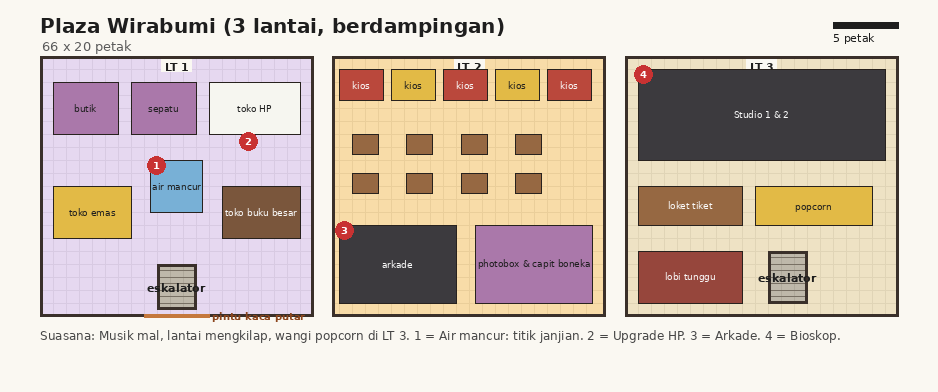 Plaza Wirabumi (3 lantai, berdampingan)
66 x 20 petak
5 petak
LT 1
LT 2
LT 3
butik
sepatu
toko HP
2
1
air mancur
toko emas
toko buku besar
eskalator
pintu kaca putar
kios
kios
kios
kios
kios
3
arkade
photobox & capit boneka
4
Studio 1 & 2
loket tiket
popcorn
lobi tunggu
eskalator
Suasana: Musik mal, lantai mengkilap, wangi popcorn di LT 3. 1 = Air mancur: titik janjian. 2 = Upgrade HP. 3 = Arkade. 4 = Bioskop.